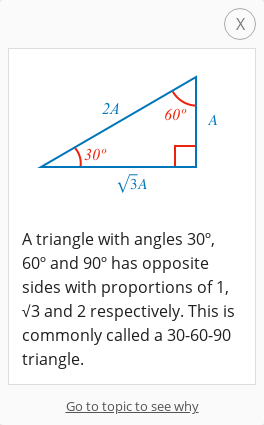 X
2A
60º
A
30º
√3A
A triangle with angles 30º,
60º and 90º has opposite
sides with proportions of 1,
√3 and 2 respectively. This is
commonly called a 30-60-90
triangle.
Go to topic to see why